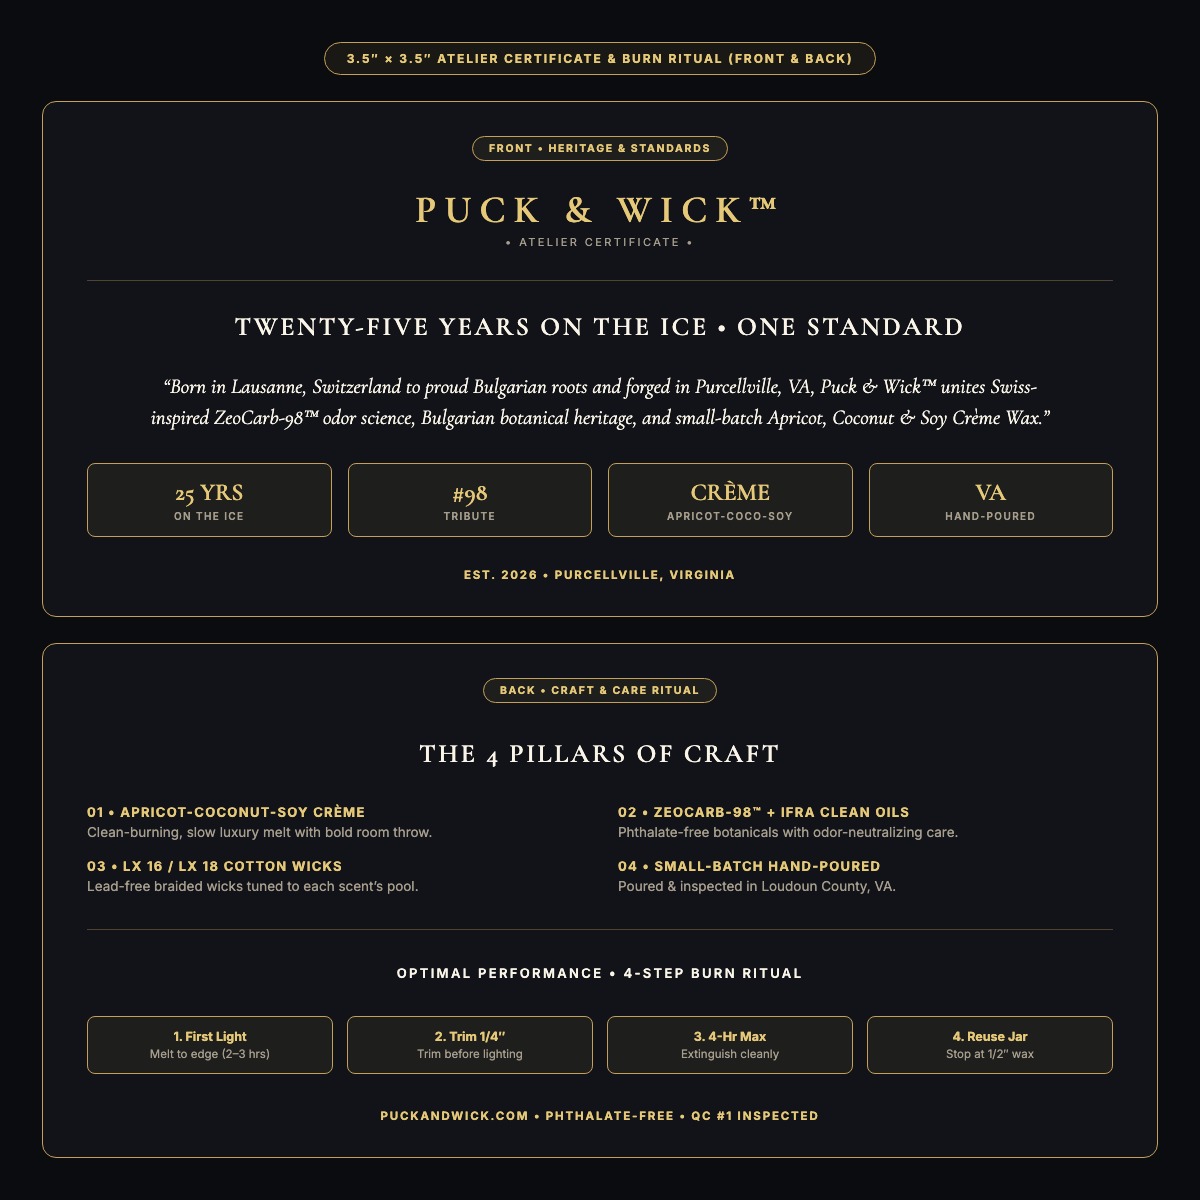 3.5″ × 3.5″ ATELIER CERTIFICATE & BURN RITUAL (FRONT & BACK)
FRONT • HERITAGE & STANDARDS
PUCK & WICK™
• ATELIER CERTIFICATE •
TWENTY-FIVE YEARS ON THE ICE • ONE STANDARD
“Born in Lausanne, Switzerland to proud Bulgarian roots and forged in Purcellville, VA, Puck & Wick™ unites Swiss-
inspired ZeoCarb-98™ odor science, Bulgarian botanical heritage, and small-batch Apricot, Coconut & Soy Crème Wax.”
25 YRS
ON THE ICE
#98
TRIBUTE
CRÈME
APRICOT-COCO-SOY
VA
HAND-POURED
EST. 2026 • PURCELLVILLE, VIRGINIA
BACK • CRAFT & CARE RITUAL
THE 4 PILLARS OF CRAFT
01 • APRICOT-COCONUT-SOY CRÈME
Clean-burning, slow luxury melt with bold room throw.
02 • ZEOCARB-98™ + IFRA CLEAN OILS
Phthalate-free botanicals with odor-neutralizing care.
03 • LX 16 / LX 18 COTTON WICKS
Lead-free braided wicks tuned to each scent’s pool.
04 • SMALL-BATCH HAND-POURED
Poured & inspected in Loudoun County, VA.
OPTIMAL PERFORMANCE • 4-STEP BURN RITUAL
1. First Light
Melt to edge (2–3 hrs)
2. Trim 1/4″
Trim before lighting
3. 4-Hr Max
Extinguish cleanly
4. Reuse Jar
Stop at 1/2″ wax
PUCKANDWICK.COM • PHTHALATE-FREE • QC #1 INSPECTED